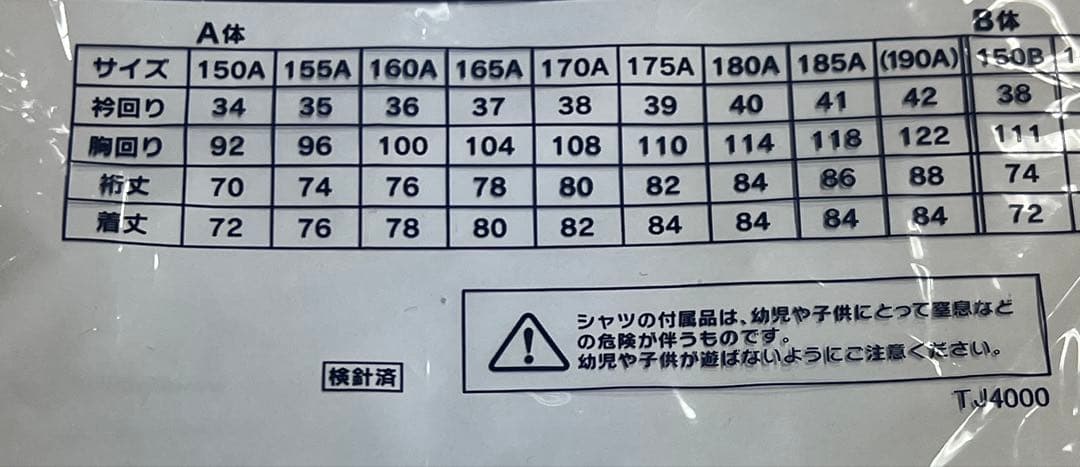 A体 B体
サイズ 150A 155A 160A 165A 170A 175A 180A 185A (190A) 150B 1
衿回り 34 35 36 37 38 39 40 41 42 38
胸回り 92 96 100 104 108 110 114 118 122 111
裄丈 70 74 76 78 80 82 84 86 88 74
着丈 72 76 78 80 82 84 84 84 84 72
シャツの付属品は、幼児や子供にとって窒息など
の危険が伴うものです。
幼児や子供が遊ばないようにご注意ください。
検針済
TJ4000